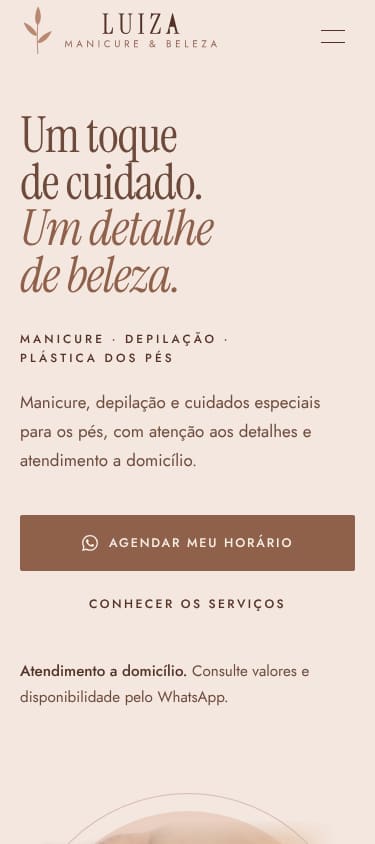 LUIZA
MANICURE & BELEZA
Um toque
de cuidado.
Um detalhe
de beleza.
MANICURE · DEPILAÇÃO ·
PLÁSTICA DOS PÉS
Manicure, depilação e cuidados especiais
para os pés, com atenção aos detalhes e
atendimento a domicílio.
AGENDAR MEU HORÁRIO
CONHECER OS SERVIÇOS
Atendimento a domicílio. Consulte valores e
disponibilidade pelo WhatsApp.